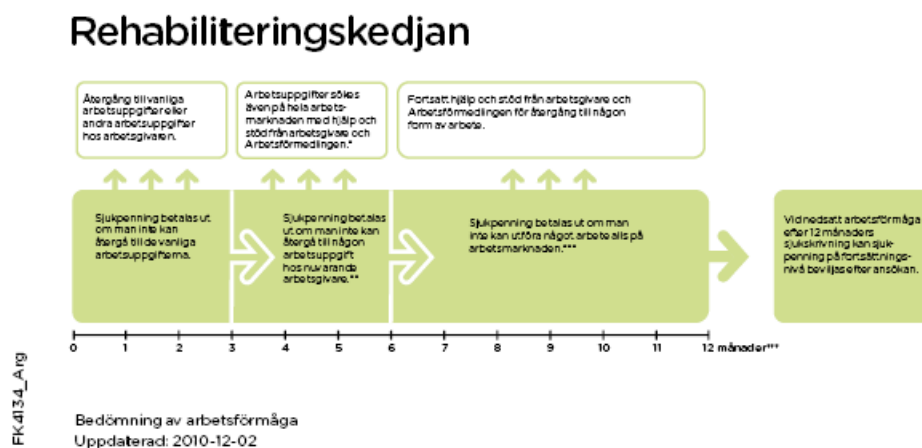 Rehabiliteringskedjan
Återgång till vanliga
arbetsuppgifter eller
andra arbetsuppgifter
hos arbetsgivaren.
Arbetsuppgifter sökes
även på hela arbets-
marknaden med hjälp och
stöd från arbetsgivare och
Arbetsförmedlingen.*
Fortsatt hjälp och stöd från arbetsgivare och
Arbetsförmedlingen för återgång till någon
form av arbete.
Sjukpenning betalas ut
om man inte kan
återgå till de vanliga
arbetsuppgifterna.
Sjukpenning betalas
ut om man inte kan
återgå till någon
arbetsuppgift
hos nuvarande
arbetsgivare.**
Sjukpenning betalas ut om man
inte kan utföra något arbete alls på
arbetsmarknaden.***
Vid nedsatt arbetsförmåga
efter 12 månaders
sjukskrivning kan sjuk-
penning på fortsättnings-
nivå beviljas efter ansökan.
0 1 2 3 4 5 6 7 8 9 10 11 12 månader***
FK4134_Arg
Bedömning av arbetsförmåga
Uppdaterad: 2010-12-02